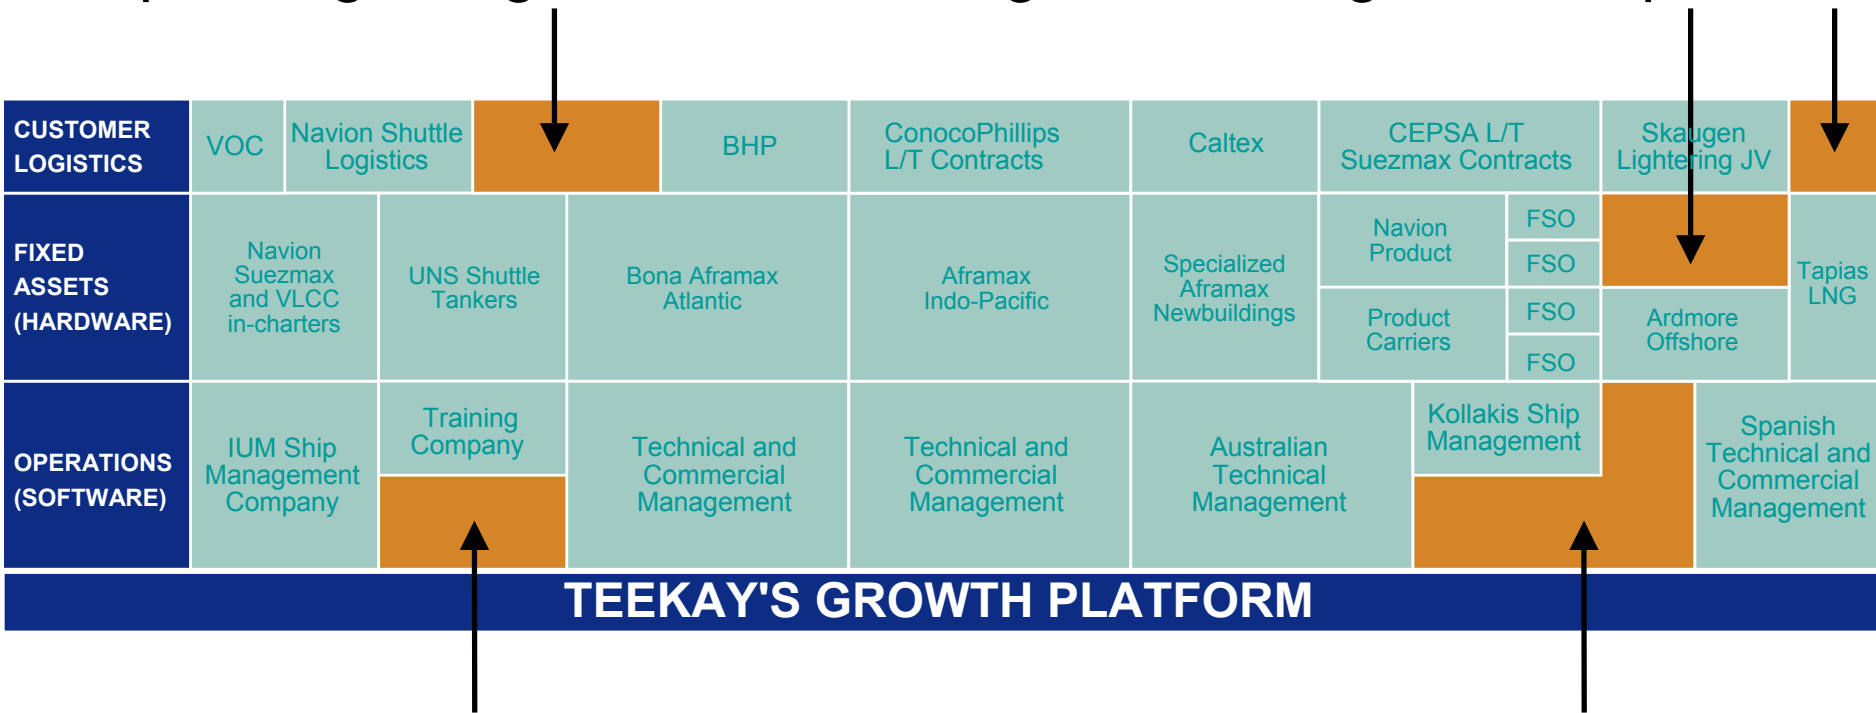 CUSTOMER
LOGISTICS
VOC
Navion Shuttle
Logistics
BHP
ConocoPhillips
L/T Contracts
Caltex
CEPSA L/T
Suezmax Contracts
Skaugen
Lightering JV
FIXED
ASSETS
(HARDWARE)
Navion
Suezmax
and VLCC
in-charters
UNS Shuttle
Tankers
Bona Aframax
Atlantic
Aframax
Indo-Pacific
Specialized
Aframax
Newbuildings
Navion
Product
Product
Carriers
FSO
FSO
FSO
FSO
Ardmore
Offshore
Tapias
LNG
OPERATIONS
(SOFTWARE)
IUM Ship
Management
Company
Training
Company
Technical and
Commercial
Management
Technical and
Commercial
Management
Australian
Technical
Management
Kollakis Ship
Management
Spanish
Technical and
Commercial
Management
TEEKAY'S GROWTH PLATFORM